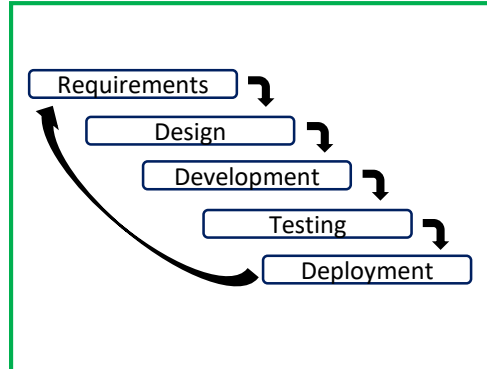 Requirements
Design
Development
Testing
Deployment